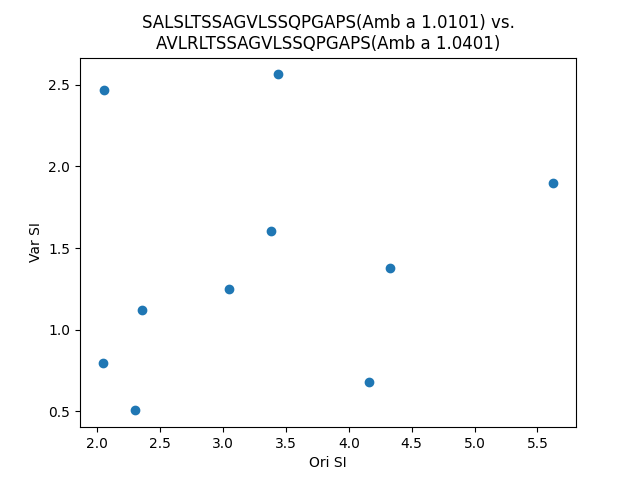 SALSLTSSAGVLSSQPGAPS(Amb a 1.0101) vs.
AVLRLTSSAGVLSSQPGAPS(Amb a 1.0401)
2.5
2.0
1.5
1.0
0.5
Var SI
2.0 2.5 3.0 3.5 4.0 4.5 5.0 5.5
Ori SI